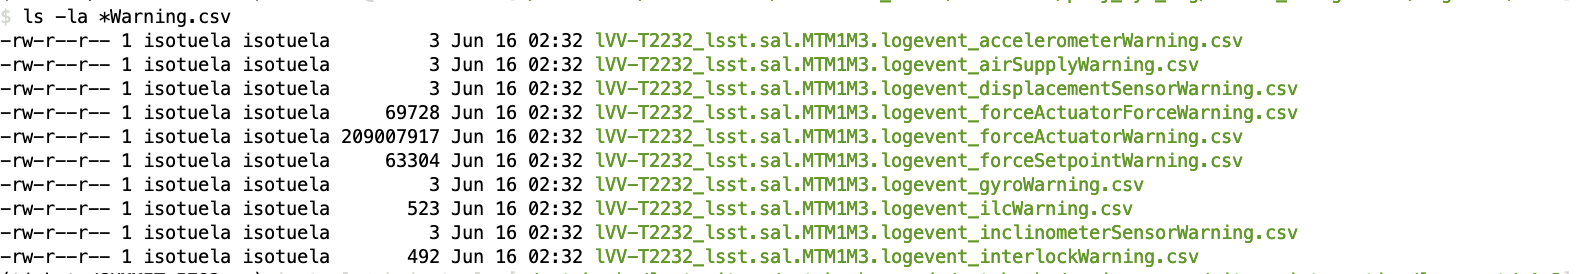 $ ls -la *Warning.csv
-rw-r--r-- 1 isotuela isotuela         3 Jun 16 02:32 lVV-T2232_lsst.sal.MTM1M3.logevent_accelerometerWarning.csv
-rw-r--r-- 1 isotuela isotuela         3 Jun 16 02:32 lVV-T2232_lsst.sal.MTM1M3.logevent_airSupplyWarning.csv
-rw-r--r-- 1 isotuela isotuela         3 Jun 16 02:32 lVV-T2232_lsst.sal.MTM1M3.logevent_displacementSensorWarning.csv
-rw-r--r-- 1 isotuela isotuela     69728 Jun 16 02:32 lVV-T2232_lsst.sal.MTM1M3.logevent_forceActuatorForceWarning.csv
-rw-r--r-- 1 isotuela isotuela 209007917 Jun 16 02:32 lVV-T2232_lsst.sal.MTM1M3.logevent_forceActuatorWarning.csv
-rw-r--r-- 1 isotuela isotuela     63304 Jun 16 02:32 lVV-T2232_lsst.sal.MTM1M3.logevent_forceSetpointWarning.csv
-rw-r--r-- 1 isotuela isotuela         3 Jun 16 02:32 lVV-T2232_lsst.sal.MTM1M3.logevent_gyroWarning.csv
-rw-r--r-- 1 isotuela isotuela       523 Jun 16 02:32 lVV-T2232_lsst.sal.MTM1M3.logevent_ilcWarning.csv
-rw-r--r-- 1 isotuela isotuela         3 Jun 16 02:32 lVV-T2232_lsst.sal.MTM1M3.logevent_inclinometerSensorWarning.csv
-rw-r--r-- 1 isotuela isotuela       492 Jun 16 02:32 lVV-T2232_lsst.sal.MTM1M3.logevent_interlockWarning.csv